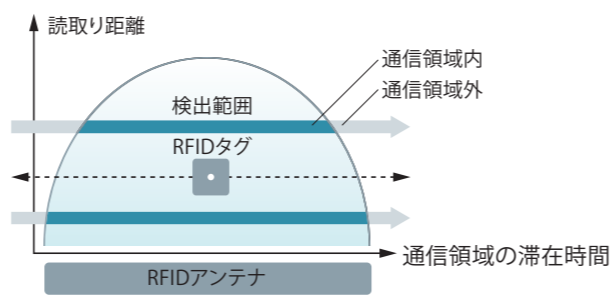 読取り距離
通信領域内
通信領域外
検出範囲
RFIDタグ
通信領域の滞在時間
RFIDアンテナ